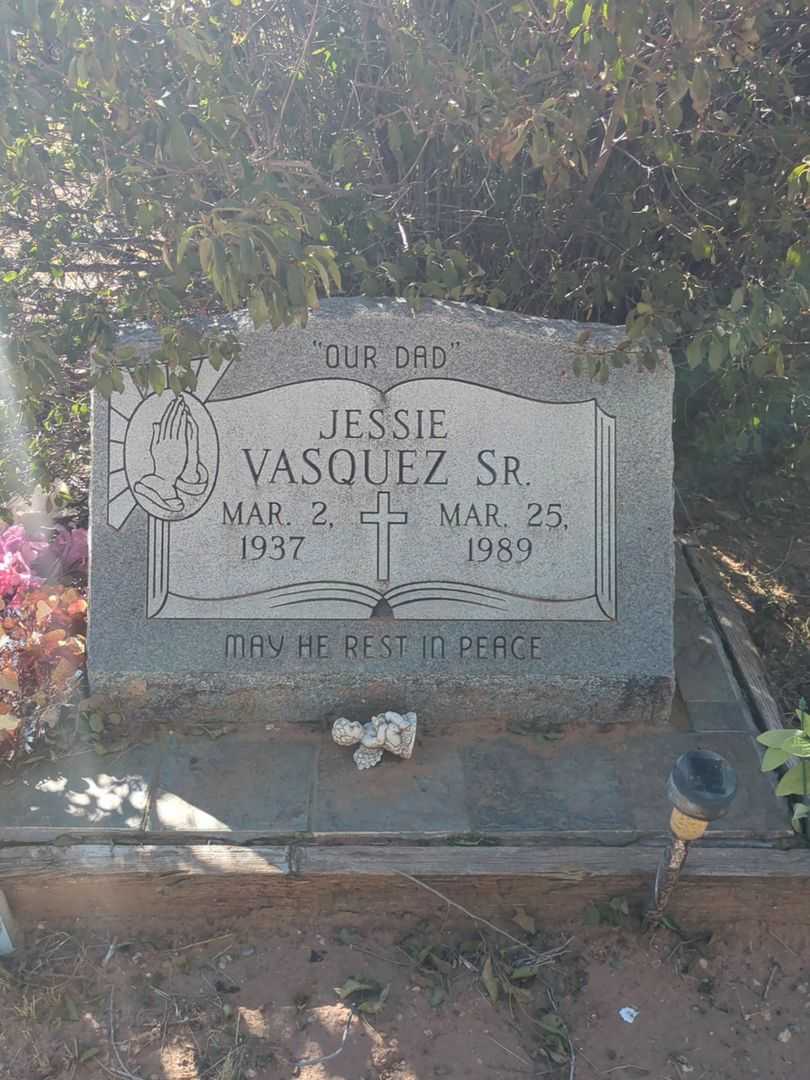 "OUR DAD"
JESSIE
VASQUEZ SR.
MAR. 2, MAR. 25,
1937 1989
MAY HE REST IN PEACE